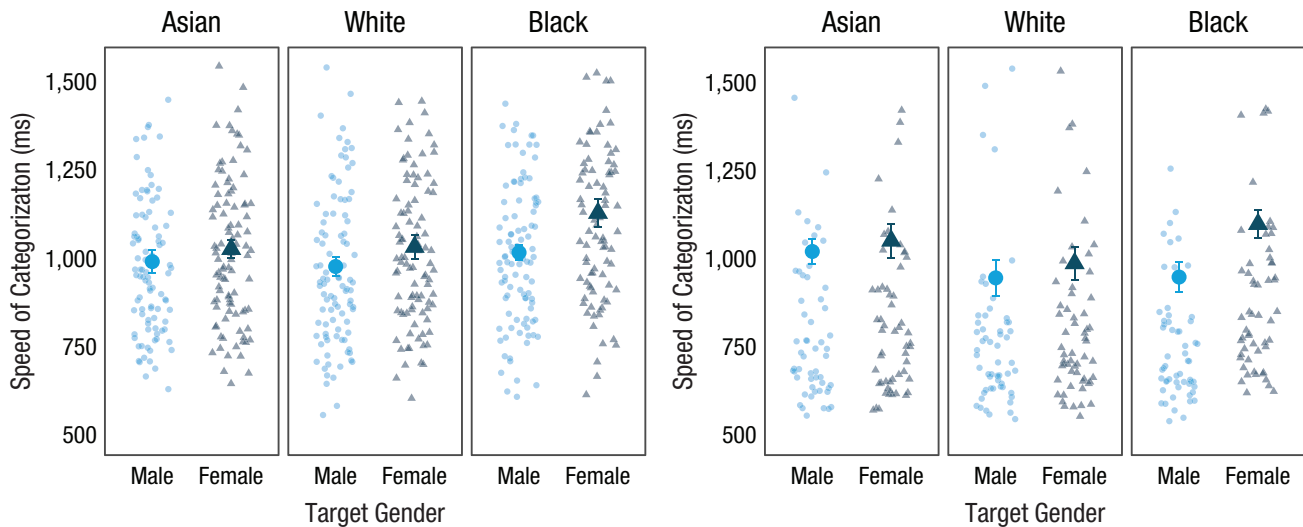 Asian White Black
Speed of Categorizaton (ms)
1,500
1,250
1,000
750
500
Male Female Male Female Male Female
Target Gender
Asian White Black
Speed of Categorizaton (ms)
1,500
1,250
1,000
750
500
Male Female Male Female Male Female
Target Gender